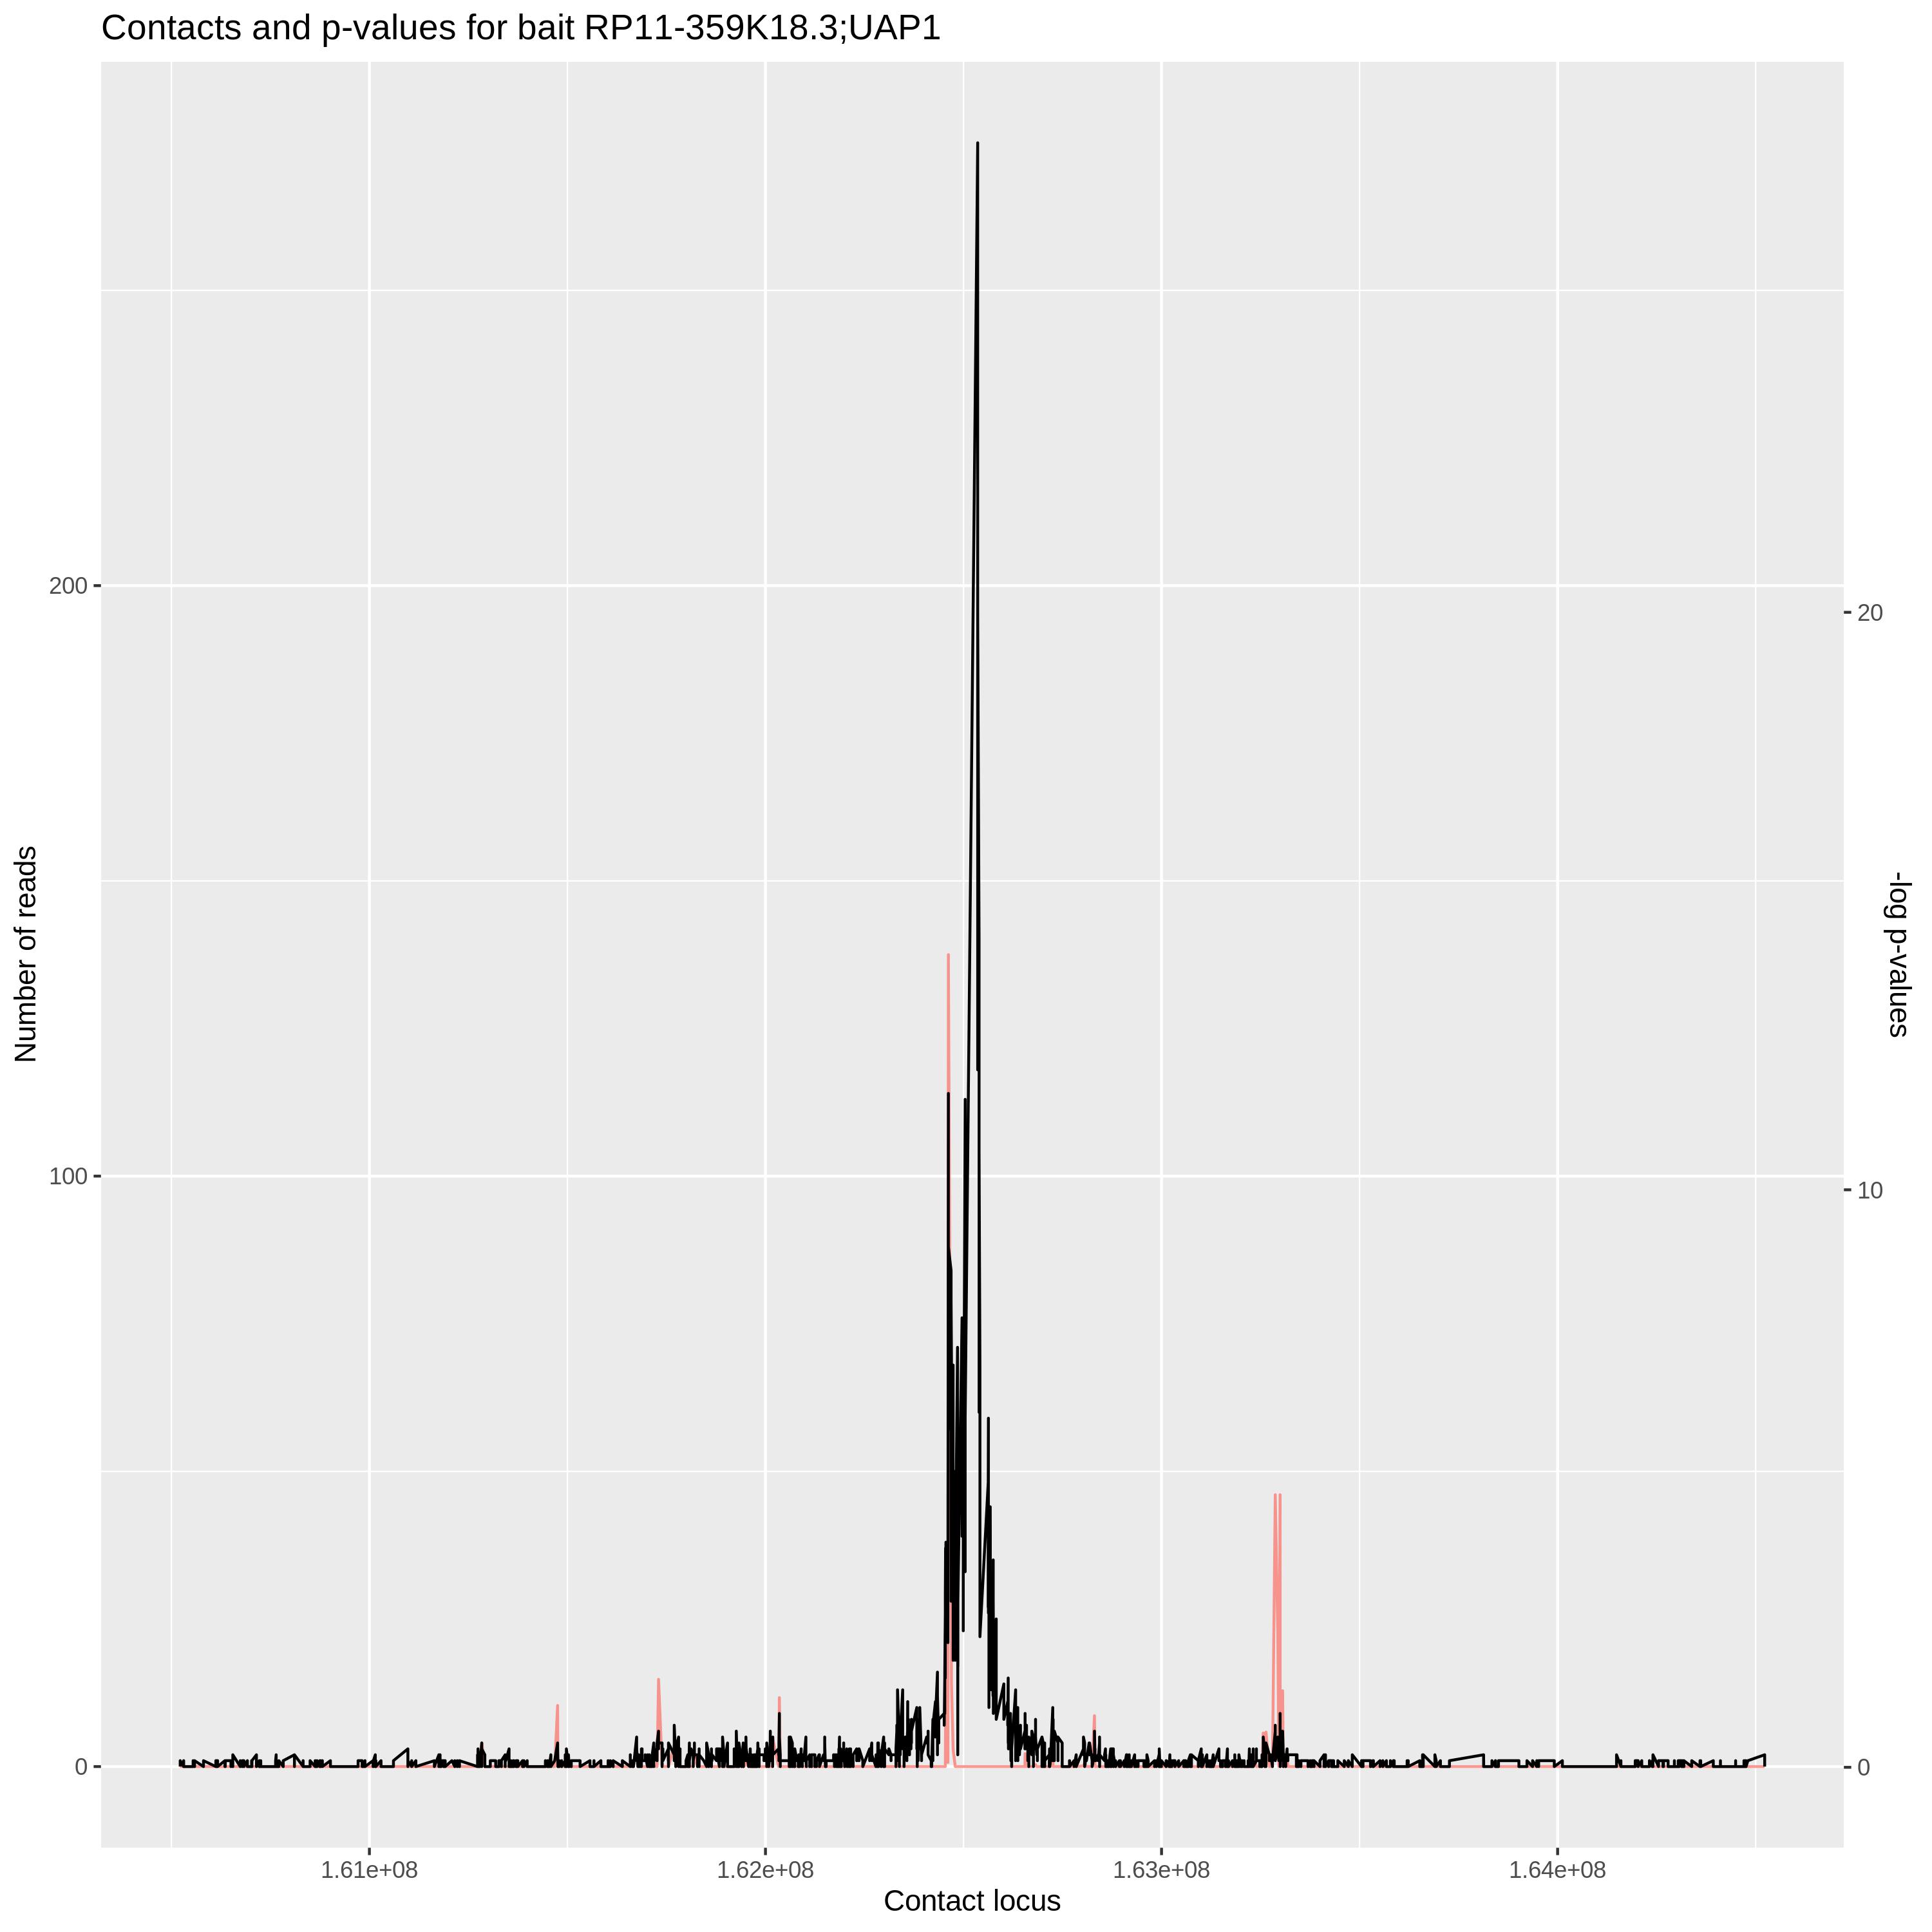 Contacts and p-values for bait RP11-359K18.3;UAP1
200
100
0
Number of reads
20
10
0
-log p-values
1.61e+08
1.62e+08
1.63e+08
1.64e+08
Contact locus